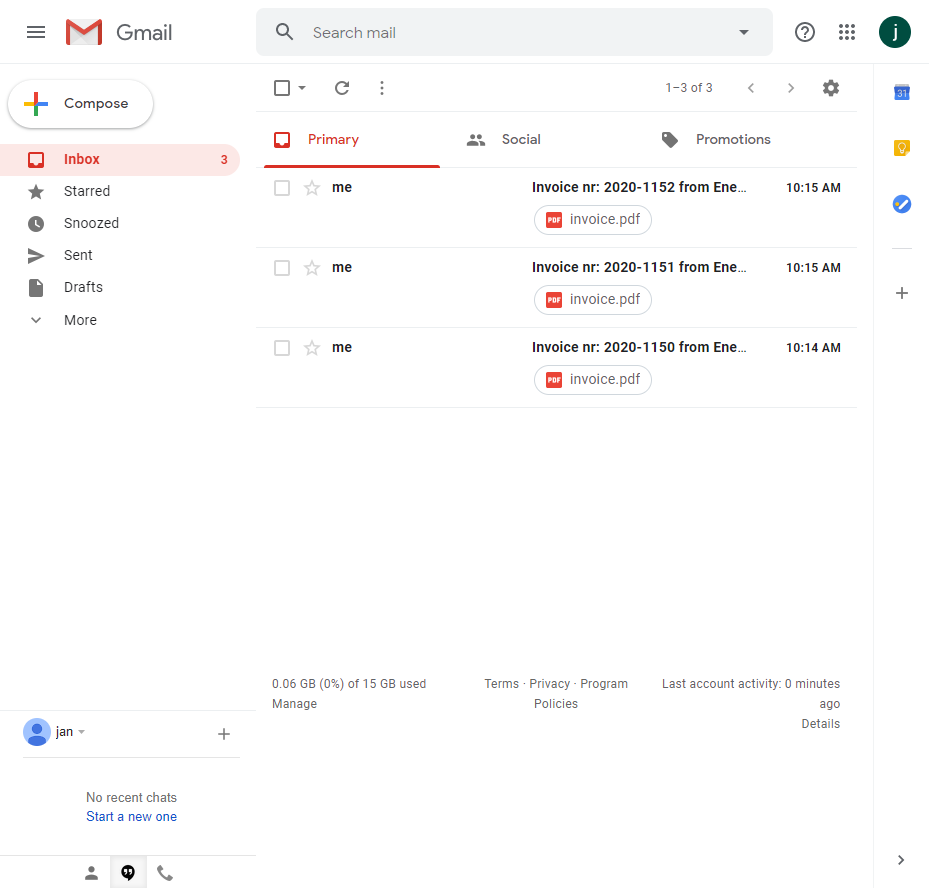 Gmail
Search mail
j
Compose
1–3 of 3
31
Primary
Social
Promotions
Inbox 3
Starred
Snoozed
Sent
Drafts
More
me Invoice nr: 2020-1152 from Ene... 10:15 AM
PDF invoice.pdf
me Invoice nr: 2020-1151 from Ene... 10:15 AM
PDF invoice.pdf
me Invoice nr: 2020-1150 from Ene... 10:14 AM
PDF invoice.pdf
0.06 GB (0%) of 15 GB used
Manage
Terms · Privacy · Program
Policies
Last account activity: 0 minutes
ago
Details
jan
No recent chats
Start a new one